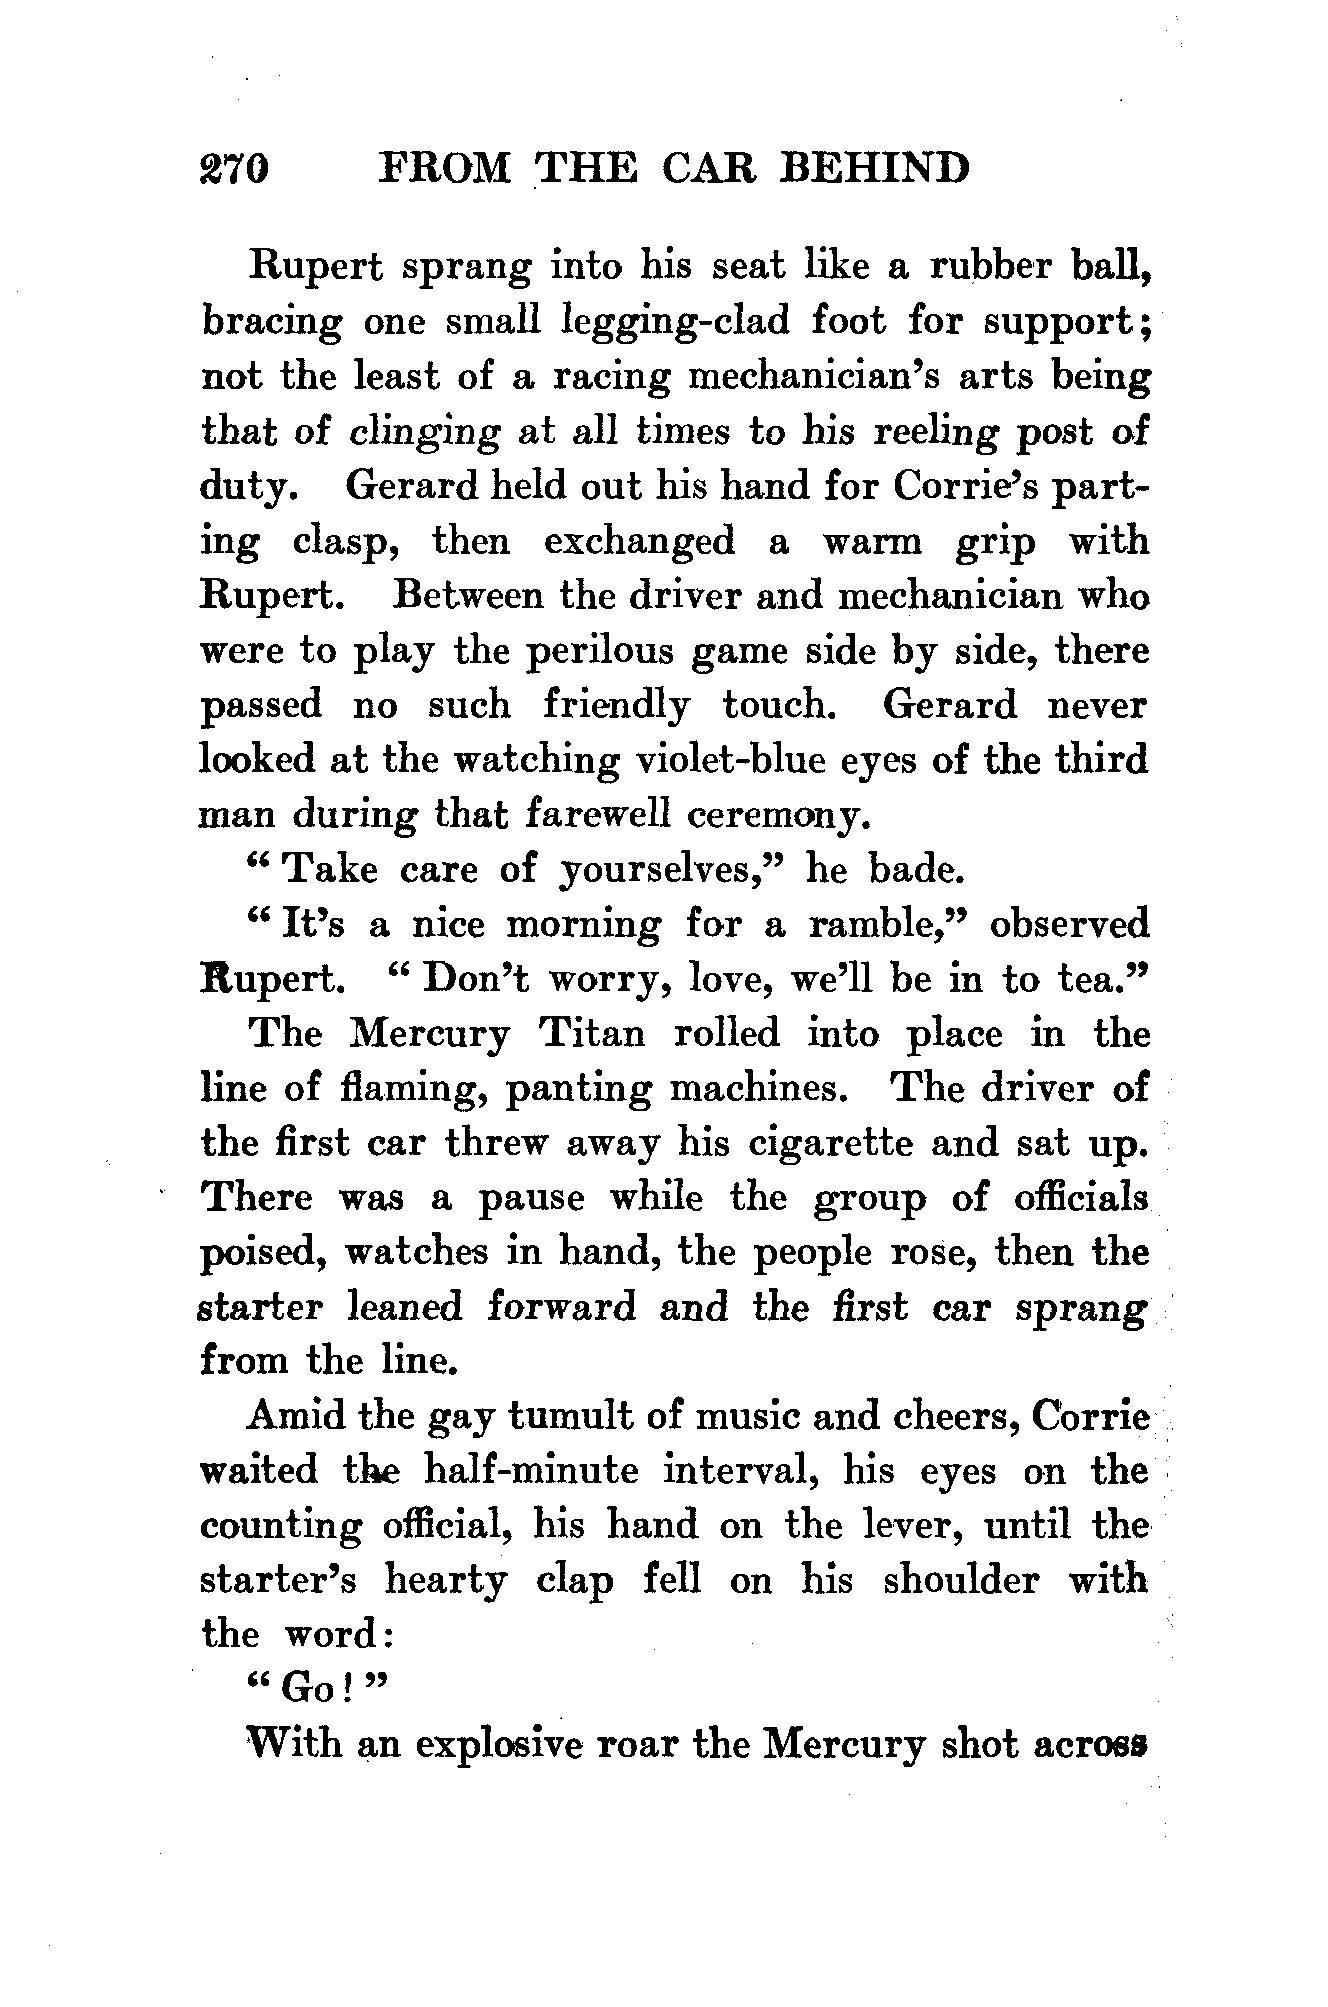 270 FROM THE CAR BEHIND
Rupert sprang into his seat like a rubber ball,
bracing one small legging-clad foot for support;
not the least of a racing mechanician's arts being
that of clinging at all times to his reeling post of
duty. Gerard held out his hand for Corrie's part-
ing clasp, then exchanged a warm grip with
Rupert. Between the driver and mechanician who
were to play the perilous game side by side, there
passed no such friendly touch. Gerard never
looked at the watching violet-blue eyes of the third
man during that farewell ceremony.
“ Take care of yourselves,” he bade.
“ It's a nice morning for a ramble,” observed
Rupert. “ Don't worry, love, we'll be in to tea.”
The Mercury Titan rolled into place in the
line of flaming, panting machines. The driver of
the first car threw away his cigarette and sat up.
There was a pause while the group of officials
poised, watches in hand, the people rose, then the
starter leaned forward and the first car sprang
from the line.
Amid the gay tumult of music and cheers, Corrie
waited the half-minute interval, his eyes on the
counting official, his hand on the lever, until the
starter's hearty clap fell on his shoulder with
the word:
“ Go! ”
With an explosive roar the Mercury shot across